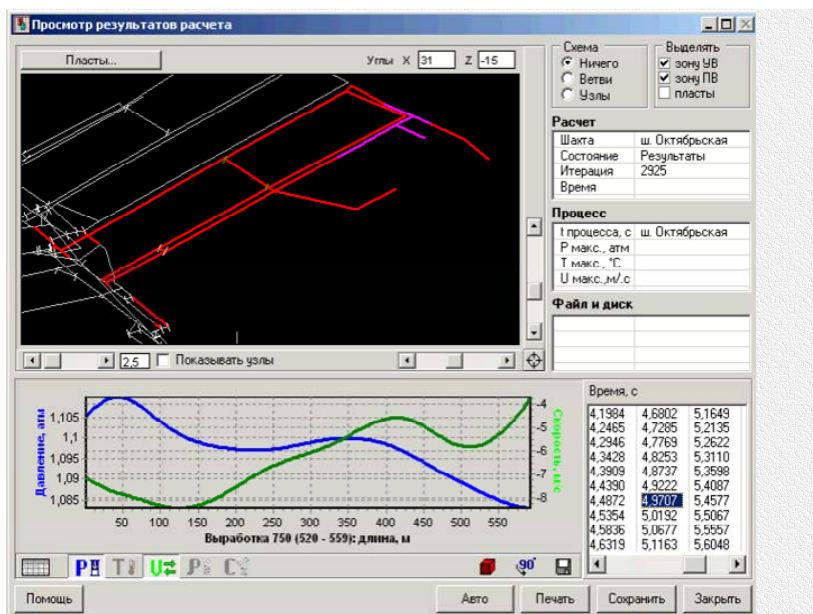 Просмотр результатов расчета
Пласты...
Углы X 31 Z -15
Схема
Ничего
Ветви
Узлы
Выделять
зону УВ
зону ПВ
пласты
Расчет
Шахта ш. Октябрьская
Состояние Результаты
Итерация 2925
Время
Процесс
t процесса, с ш. Октябрьская
P макс., атм
T макс., °C
U макс.,м/.с
Файл и диск
2,5 Показывать узлы
Давление, атм
1,105
1,1
1,095
1,09
1,085
-4
-5
-6
-7
-8
Скорость, м/с
50 100 150 200 250 300 350 400 450 500 550
Выработка 750 (520 - 559): длина, м
Время, с
4,1984 4,6802 5,1649
4,2465 4,7285 5,2135
4,2946 4,7769 5,2622
4,3428 4,8253 5,3110
4,3909 4,8737 5,3598
4,4390 4,9222 5,4087
4,4872 4,9707 5,4577
4,5354 5,0192 5,5067
4,5836 5,0677 5,5557
4,6319 5,1163 5,6048
P T U P C 90°
Помощь Авто Печать Сохранить Закрыть